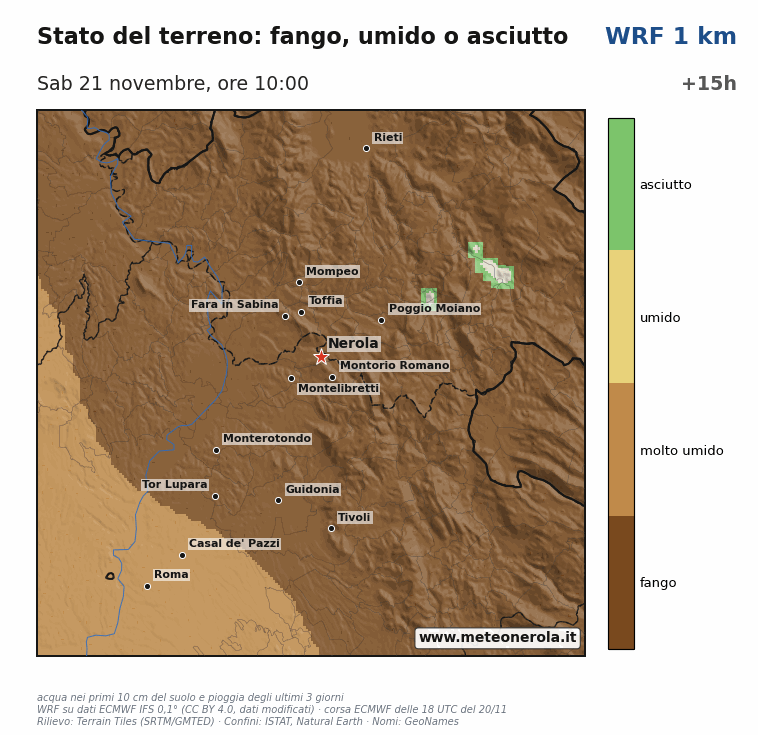 Stato del terreno: fango, umido o asciutto
WRF 1 km
Sab 21 novembre, ore 10:00
+15h
Rieti
Mompeo
Toffia
Fara in Sabina
Poggio Moiano
Nerola
Montorio Romano
Montelibretti
Monterotondo
Tor Lupara
Guidonia
Tivoli
Casal de' Pazzi
Roma
www.meteonerola.it
asciutto
umido
molto umido
fango
acqua nei primi 10 cm del suolo e pioggia degli ultimi 3 giorni
WRF su dati ECMWF IFS 0,1° (CC BY 4.0, dati modificati) · corsa ECMWF delle 18 UTC del 20/11
Rilievo: Terrain Tiles (SRTM/GMTED) · Confini: ISTAT, Natural Earth · Nomi: GeoNames